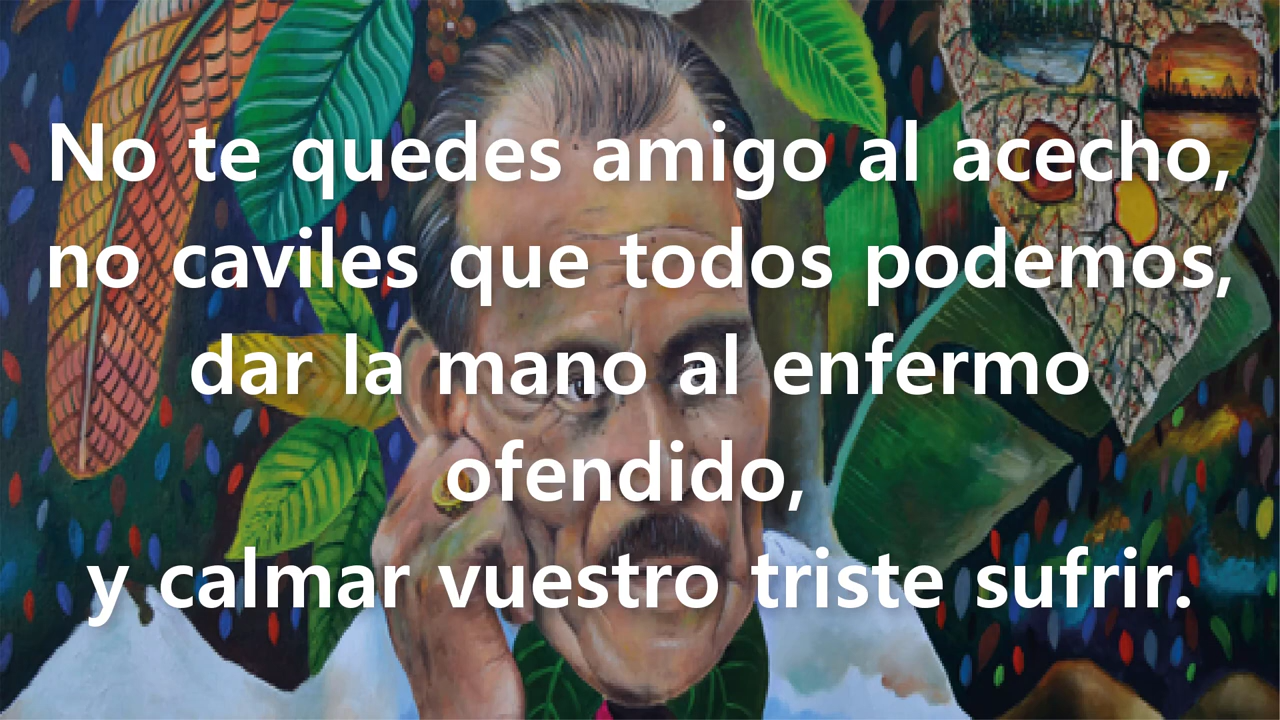 No te quedes amigo al acecho,
no caviles que todos podemos,
dar la mano al enfermo
ofendido,
y calmar vuestro triste sufrir.